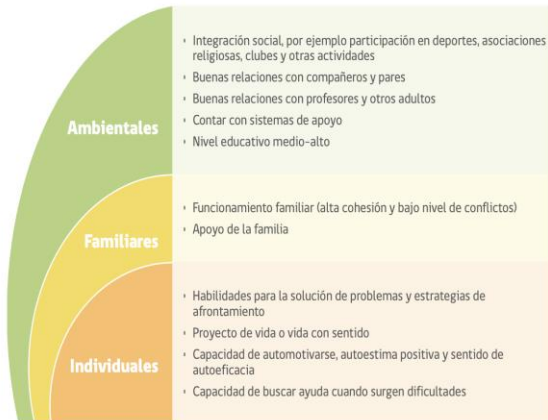 Ambientales
• Integración social, por ejemplo participación en deportes, asociaciones
religiosas, clubes y otras actividades
• Buenas relaciones con compañeros y pares
• Buenas relaciones con profesores y otros adultos
• Contar con sistemas de apoyo
• Nivel educativo medio-alto
Familiares
• Funcionamiento familiar (alta cohesión y bajo nivel de conflictos)
• Apoyo de la familia
Individuales
• Habilidades para la solución de problemas y estrategias de
afrontamiento
• Proyecto de vida o vida con sentido
• Capacidad de automotivarse, autoestima positiva y sentido de
autoeficacia
• Capacidad de buscar ayuda cuando surgen dificultades